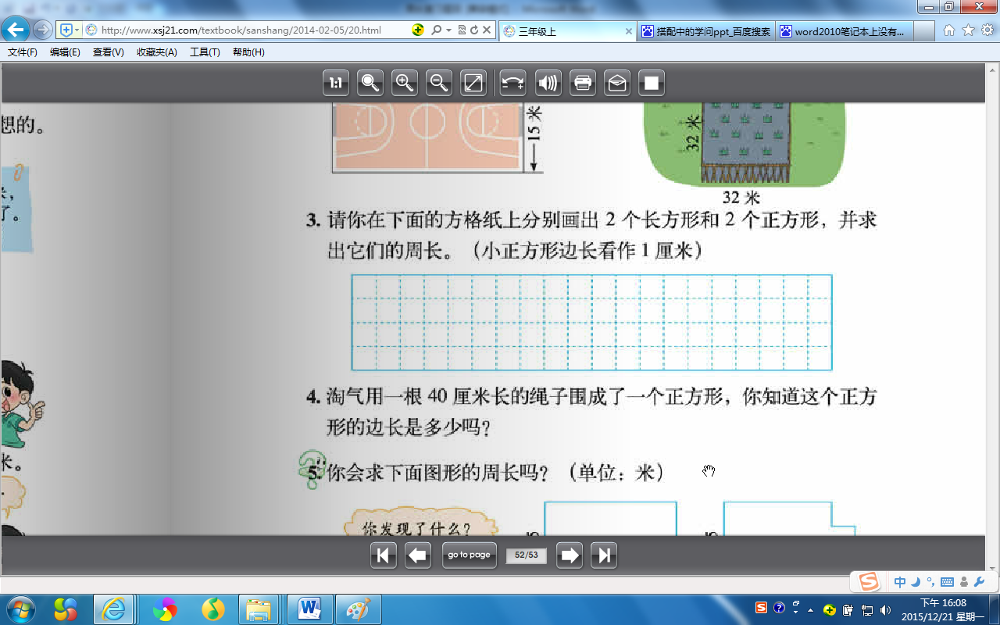 http://www.xsj21.com/textbook/sanshang/2014-02-05/20.html
三年级上
搭配中的学问ppt_百度搜索
word2010笔记本上没有...
文件(F) 编辑(E) 查看(V) 收藏夹(A) 工具(T) 帮助(H)
1:1
想的。
了。
米。
15 米
32 米
32 米
3. 请你在下面的方格纸上分别画出 2 个长方形和 2 个正方形，并求
出它们的周长。（小正方形边长看作 1 厘米）
4. 淘气用一根 40 厘米长的绳子围成了一个正方形，你知道这个正方
形的边长是多少吗？
5. 你会求下面图形的周长吗？（单位：米）
你发现了什么？
go to page
52/53
中
下午 16:08
2015/12/21 星期一